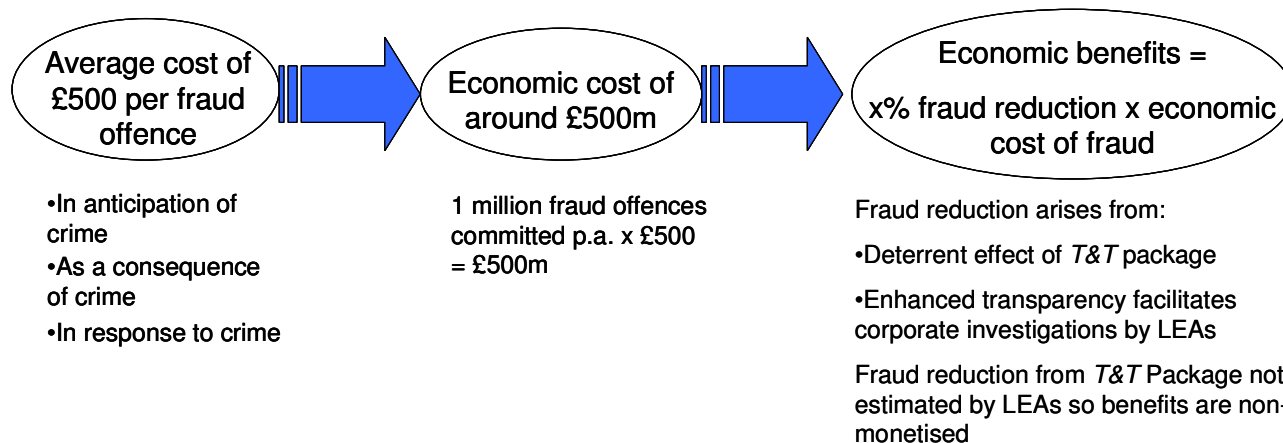 Average cost of
£500 per fraud
offence
•In anticipation of
crime
•As a consequence
of crime
•In response to crime
Economic cost of
around £500m
1 million fraud offences
committed p.a. x £500
= £500m
Economic benefits =
x% fraud reduction x economic
cost of fraud
Fraud reduction arises from:
•Deterrent effect of T&T package
•Enhanced transparency facilitates
corporate investigations by LEAs
Fraud reduction from T&T Package not
estimated by LEAs so benefits are non-
monetised